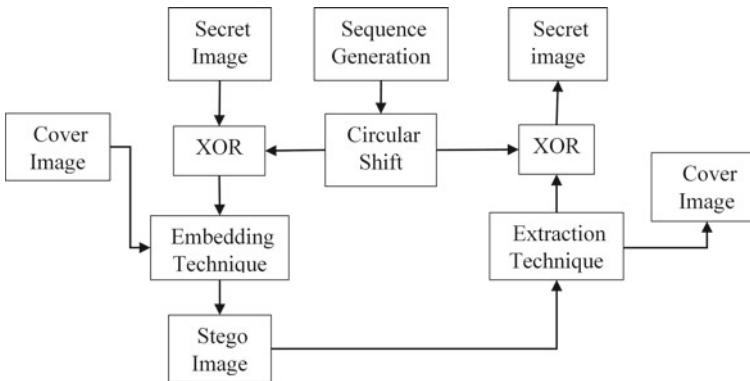 Secret
Image
Sequence
Generation
Secret
image
Cover
Image
XOR
Circular
Shift
XOR
Cover
Image
Embedding
Technique
Extraction
Technique
Stego
Image